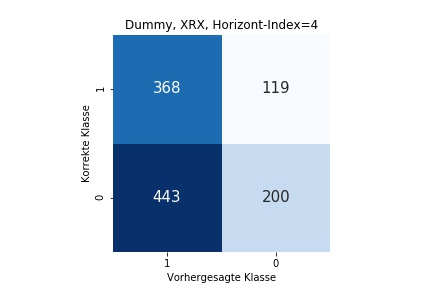 Dummy, XRX, Horizont-Index=4
Korrekte Klasse
1
368
119
0
443
200
1
0
Vorhergesagte Klasse